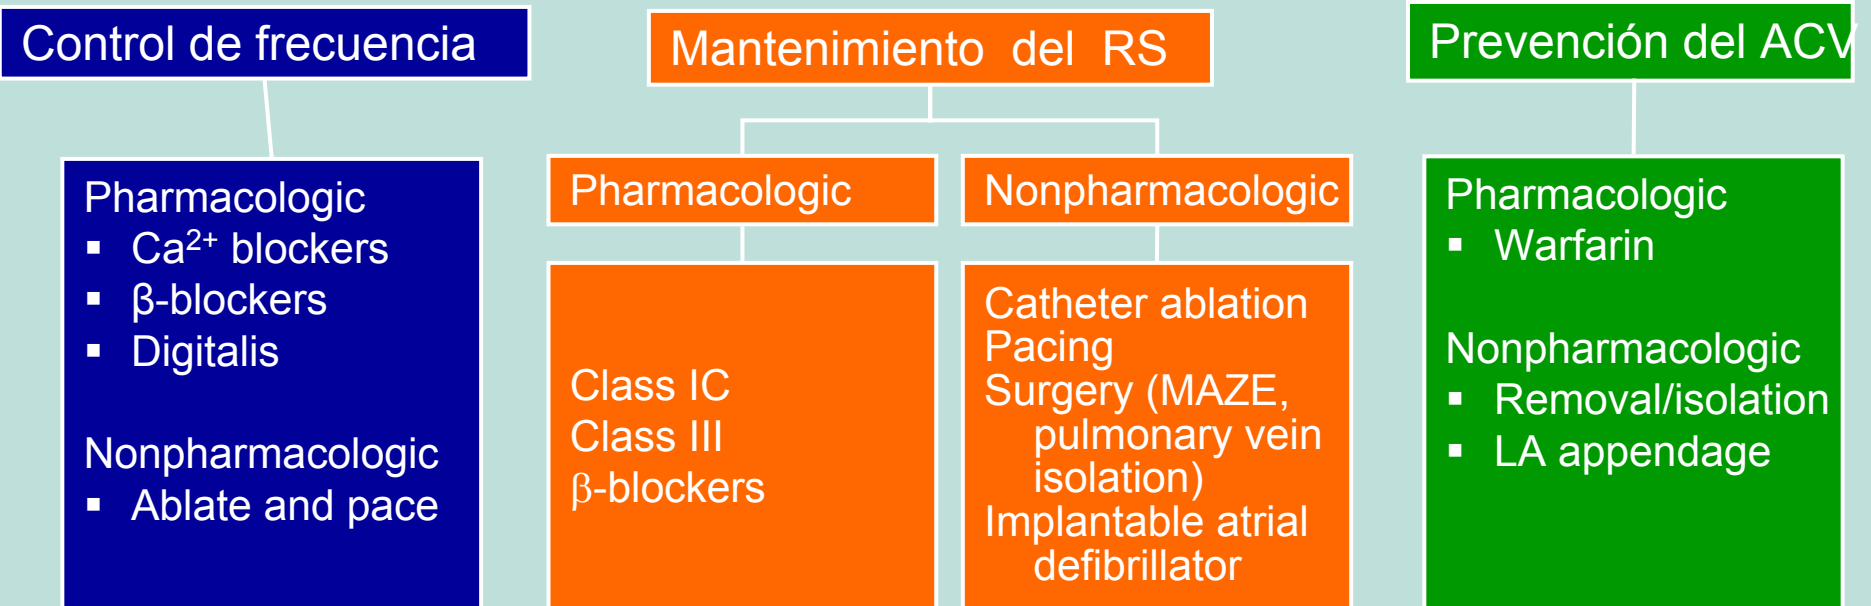 Control de frecuencia
Pharmacologic
▪ Ca²⁺ blockers
▪ β-blockers
▪ Digitalis
Nonpharmacologic
▪ Ablate and pace
Mantenimiento del RS
Pharmacologic
Class IC
Class III
β-blockers
Nonpharmacologic
Catheter ablation
Pacing
Surgery (MAZE,
pulmonary vein
isolation)
Implantable atrial
defibrillator
Prevención del ACV
Pharmacologic
▪ Warfarin
Nonpharmacologic
▪ Removal/isolation
▪ LA appendage